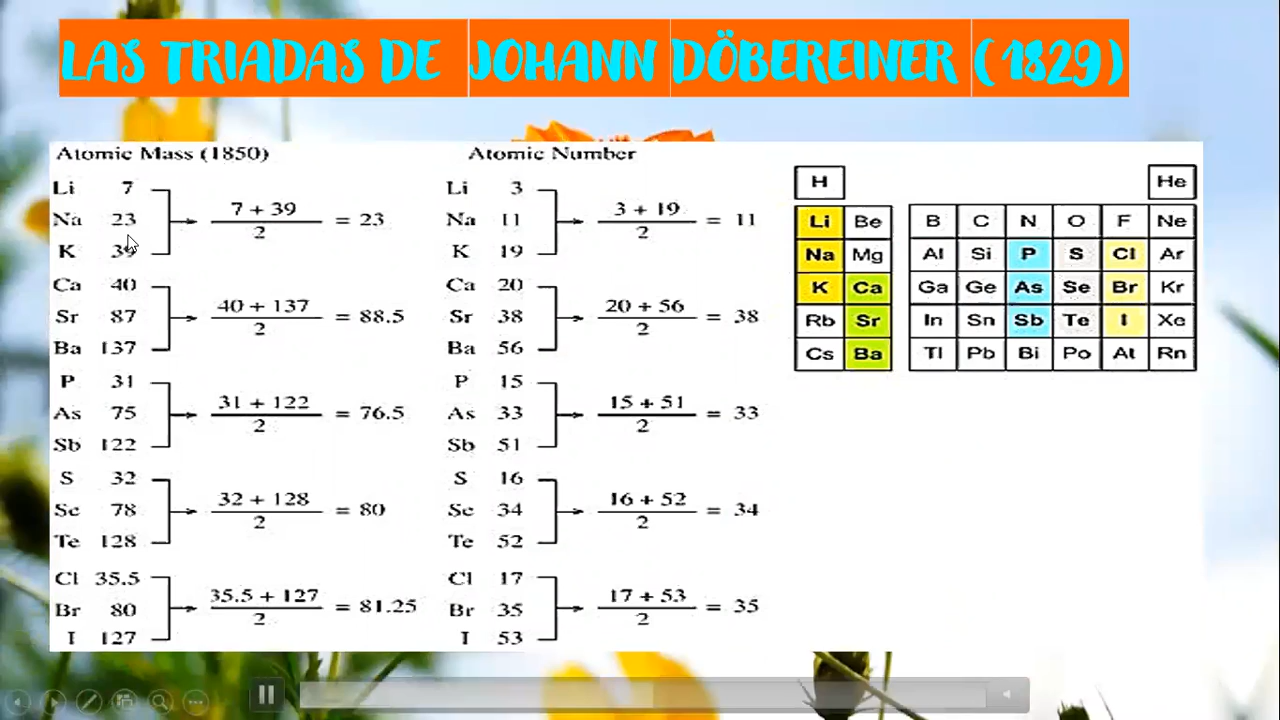 LAS TRIADAS DE JOHANN DÖBEREINER (1829)
Atomic Mass (1850)
Li 7
Na 23
K 39
7 + 39
2
= 23
Ca 40
Sr 87
Ba 137
40 + 137
2
= 88.5
P 31
As 75
Sb 122
31 + 122
2
= 76.5
S 32
Se 78
Te 128
32 + 128
2
= 80
Cl 35.5
Br 80
I 127
35.5 + 127
2
= 81.25
Atomic Number
Li 3
Na 11
K 19
3 + 19
2
= 11
Ca 20
Sr 38
Ba 56
20 + 56
2
= 38
P 15
As 33
Sb 51
15 + 51
2
= 33
S 16
Se 34
Te 52
16 + 52
2
= 34
Cl 17
Br 35
I 53
17 + 53
2
= 35
H He
Li Be B C N O F Ne
Na Mg Al Si P S Cl Ar
K Ca Ga Ge As Se Br Kr
Rb Sr In Sn Sb Te I Xe
Cs Ba Tl Pb Bi Po At Rn